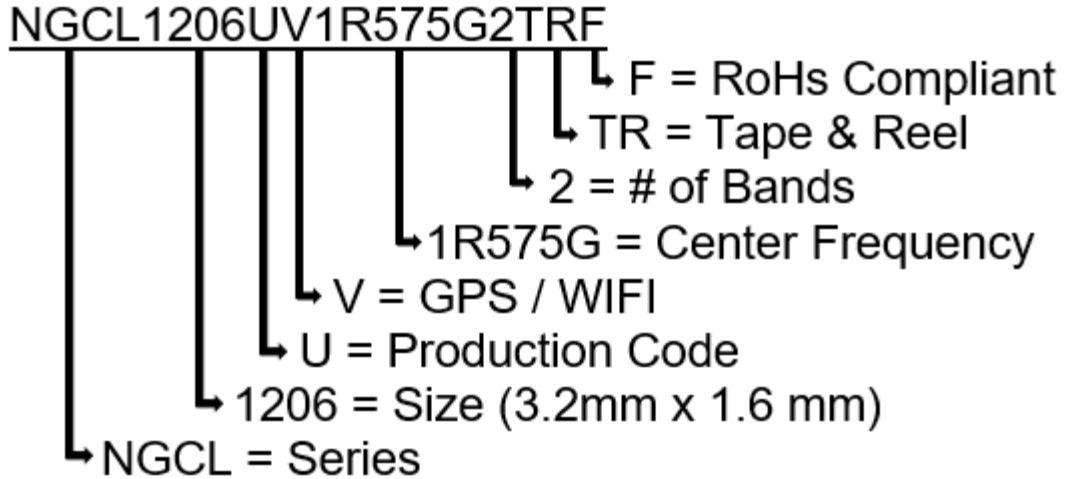 NGCL1206UV1R575G2TRF
F = RoHs Compliant
TR = Tape & Reel
2 = # of Bands
1R575G = Center Frequency
V = GPS / WIFI
U = Production Code
1206 = Size (3.2mm x 1.6 mm)
NGCL = Series